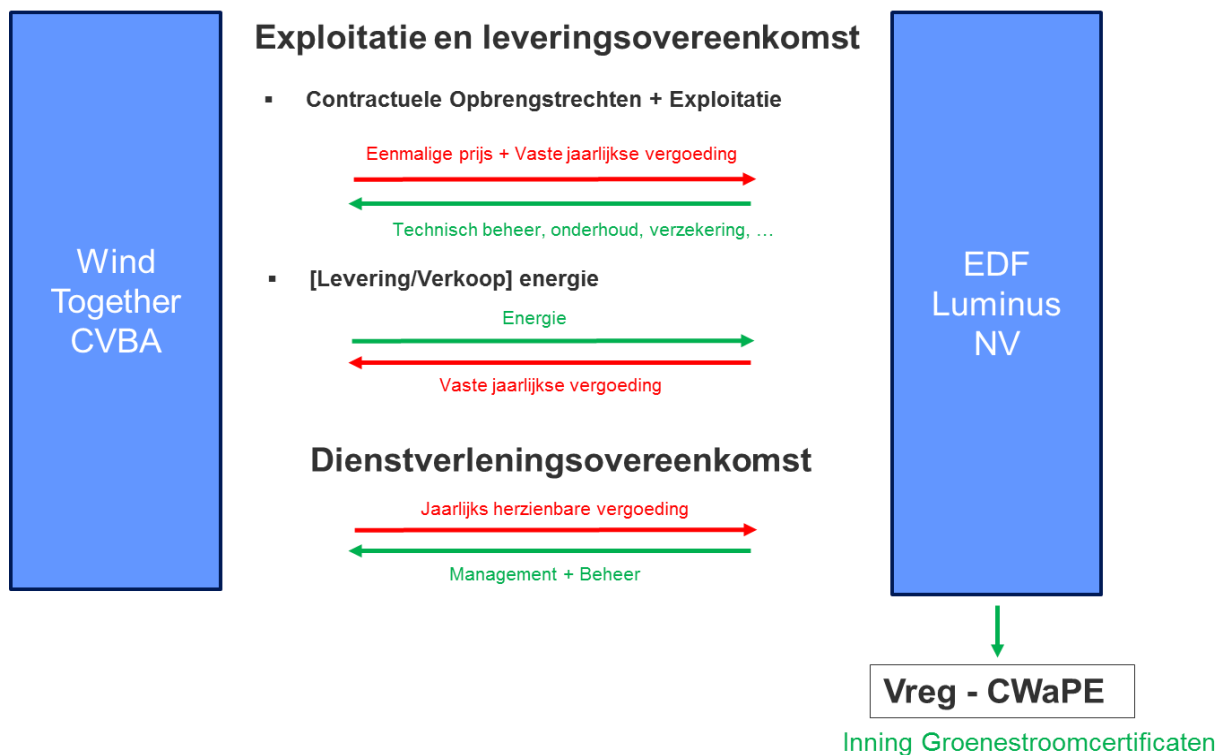 Exploitatie en leveringsovereenkomst
▪ Contractuele Opbrengstrechten + Exploitatie
Eenmalige prijs + Vaste jaarlijkse vergoeding
Technisch beheer, onderhoud, verzekering, …
Wind
Together
CVBA
EDF
Luminus
NV
▪ [Levering/Verkoop] energie
Energie
Vaste jaarlijkse vergoeding
Dienstverleningsovereenkomst
Jaarlijks herzienbare vergoeding
Management + Beheer
Vreg - CWaPE
Inning Groenestroomcertificaten